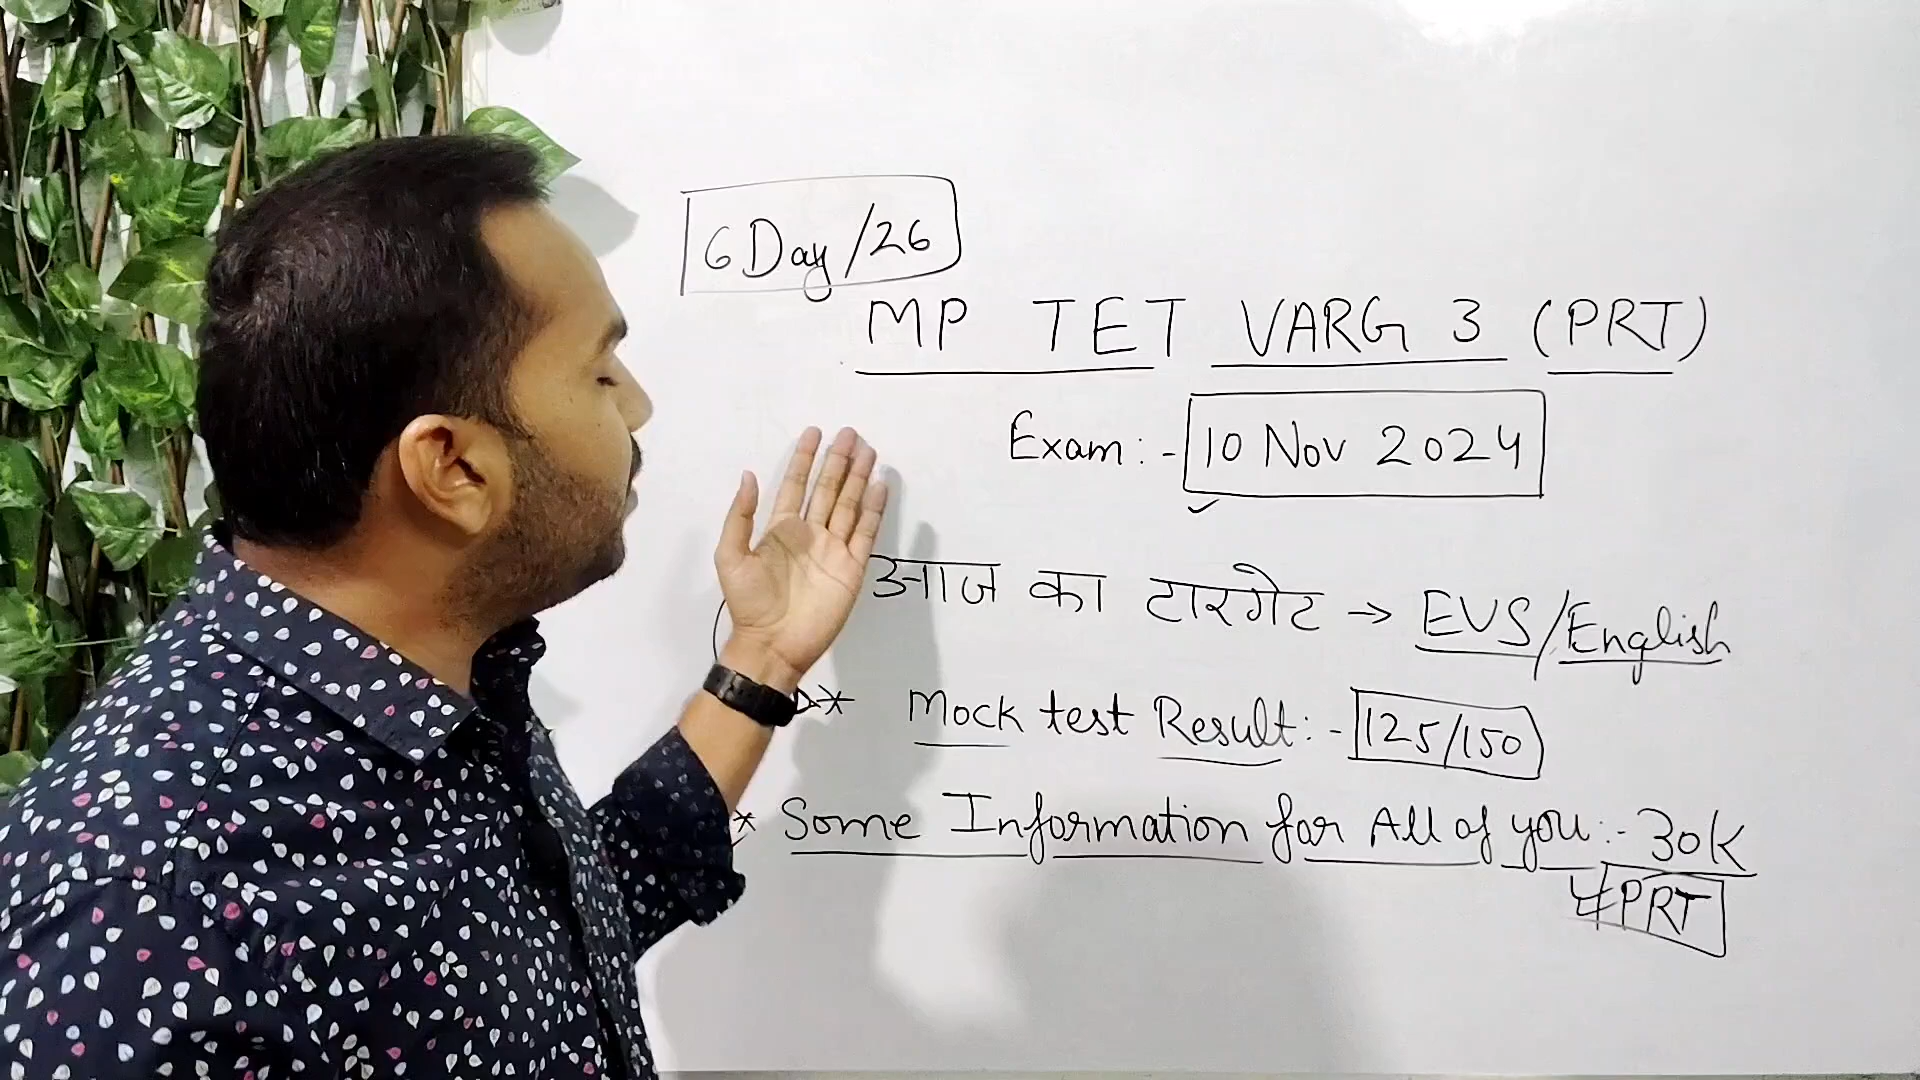 6 Day/26
MP TET VARG 3 (PRT)
Exam:- 10 Nov 2024
आज का टारगेट → EVS/English
* Mock test Result:- 125/150
* Some Information for All of you:- 30K
PRT